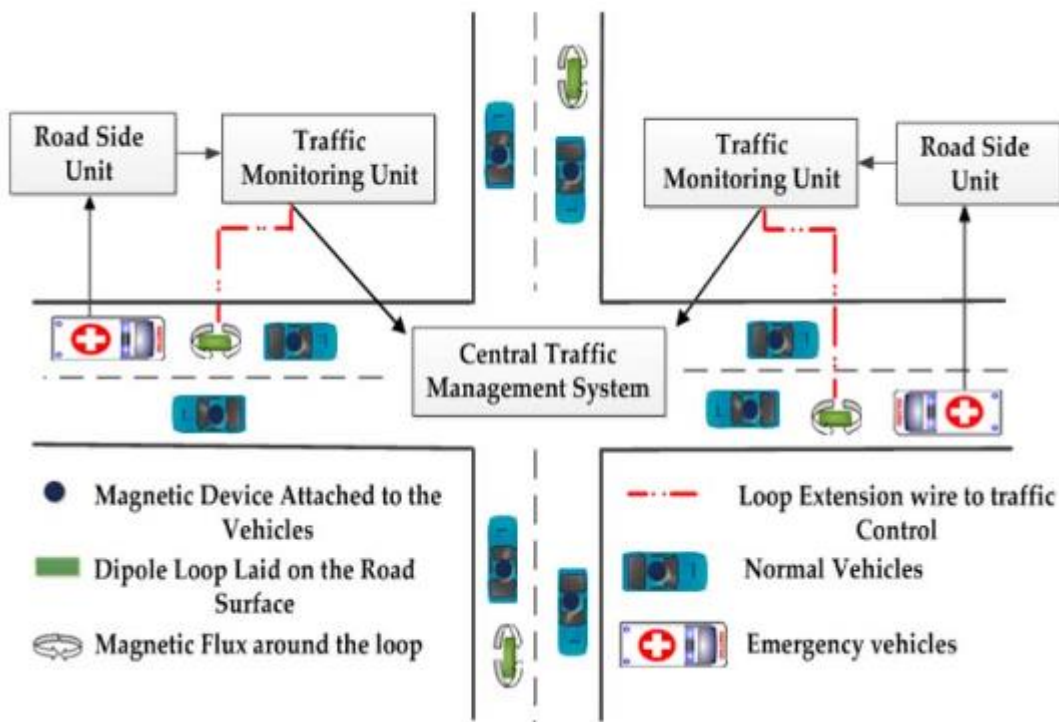 Road Side
Unit
Traffic
Monitoring Unit
Traffic
Monitoring Unit
Road Side
Unit
Central Traffic
Management System
Magnetic Device Attached to the
Vehicles
Dipole Loop Laid on the Road
Surface
Magnetic Flux around the loop
Loop Extension wire to traffic
Control
Normal Vehicles
Emergency vehicles